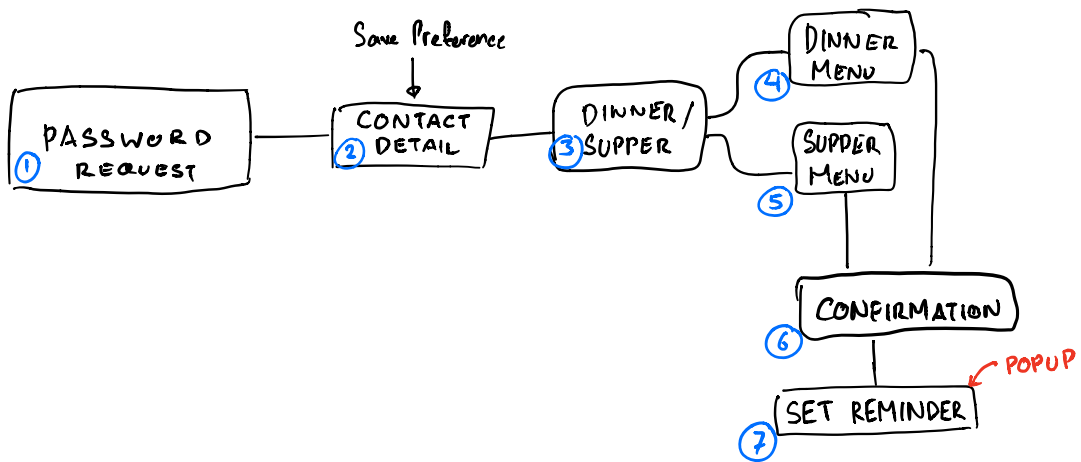 Save Preference
PASSWORD
REQUEST
1
CONTACT
DETAIL
2
DINNER/
SUPPER
3
DINNER
MENU
4
SUPPER
MENU
5
CONFIRMATION
6
POPUP
SET REMINDER
7